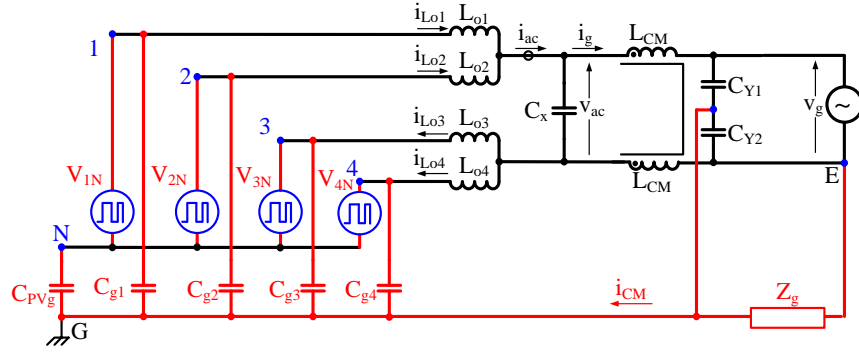 1
i_Lo1
L_o1
i_ac
i_g
L_CM
2
i_Lo2
L_o2
C_x
v_ac
C_Y1
v_g
~
3
i_Lo3
L_o3
C_Y2
V_1N
V_2N
V_3N
V_4N
4
i_Lo4
L_o4
L_CM
E
N
C_PVg
C_g1
C_g2
C_g3
C_g4
i_CM
Z_g
G